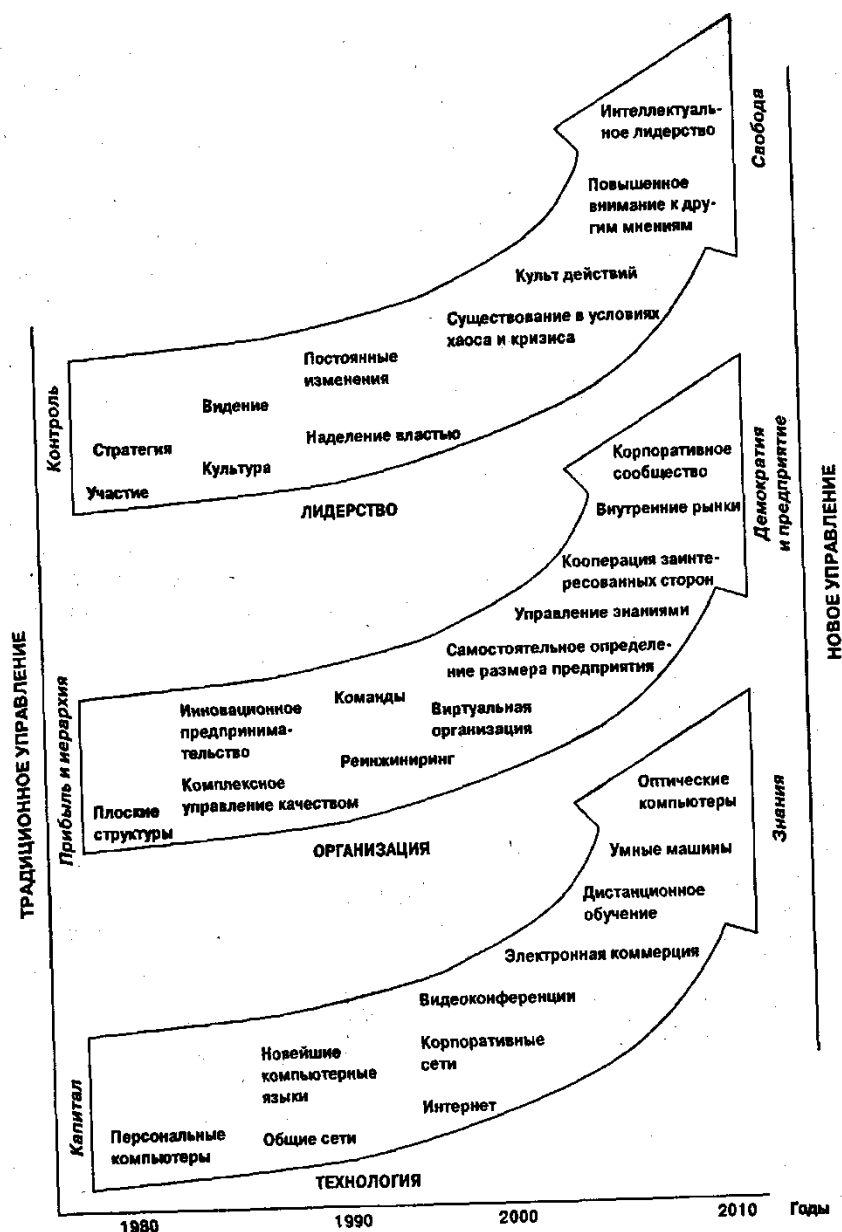 Интеллектуаль-
ное лидерство
Повышенное
внимание к дру-
гим мнениям
Культ действий
Существование в условиях
хаоса и кризиса
Постоянные
изменения
Видение
Наделение властью
Стратегия
Культура
Участие
ЛИДЕРСТВО
Контроль
Свобода
Корпоративное
сообщество
Внутренние рынки
Кооперация заинте-
ресованных сторон
Управление знаниями
Самостоятельное определе-
ние размера предприятия
Команды
Инновационное
предпринима-
тельство
Виртуальная
организация
Реинжиниринг
Комплексное
управление качеством
Плоские
структуры
ОРГАНИЗАЦИЯ
Прибыль и иерархия
Демократия
и предприятие
ТРАДИЦИОННОЕ УПРАВЛЕНИЕ
НОВОЕ УПРАВЛЕНИЕ
Оптические
компьютеры
Умные машины
Дистанционное
обучение
Электронная коммерция
Видеоконференции
Новейшие
компьютерные
языки
Корпоративные
сети
Интернет
Персональные
компьютеры
Общие сети
ТЕХНОЛОГИЯ
Капитал
Знания
1980
1990
2000
2010
Годы